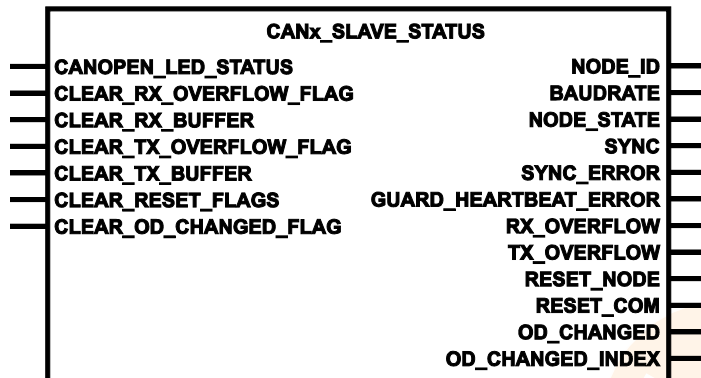 CANx_SLAVE_STATUS
CANOPEN_LED_STATUS
CLEAR_RX_OVERFLOW_FLAG
CLEAR_RX_BUFFER
CLEAR_TX_OVERFLOW_FLAG
CLEAR_TX_BUFFER
CLEAR_RESET_FLAGS
CLEAR_OD_CHANGED_FLAG
NODE_ID
BAUDRATE
NODE_STATE
SYNC
SYNC_ERROR
GUARD_HEARTBEAT_ERROR
RX_OVERFLOW
TX_OVERFLOW
RESET_NODE
RESET_COM
OD_CHANGED
OD_CHANGED_INDEX